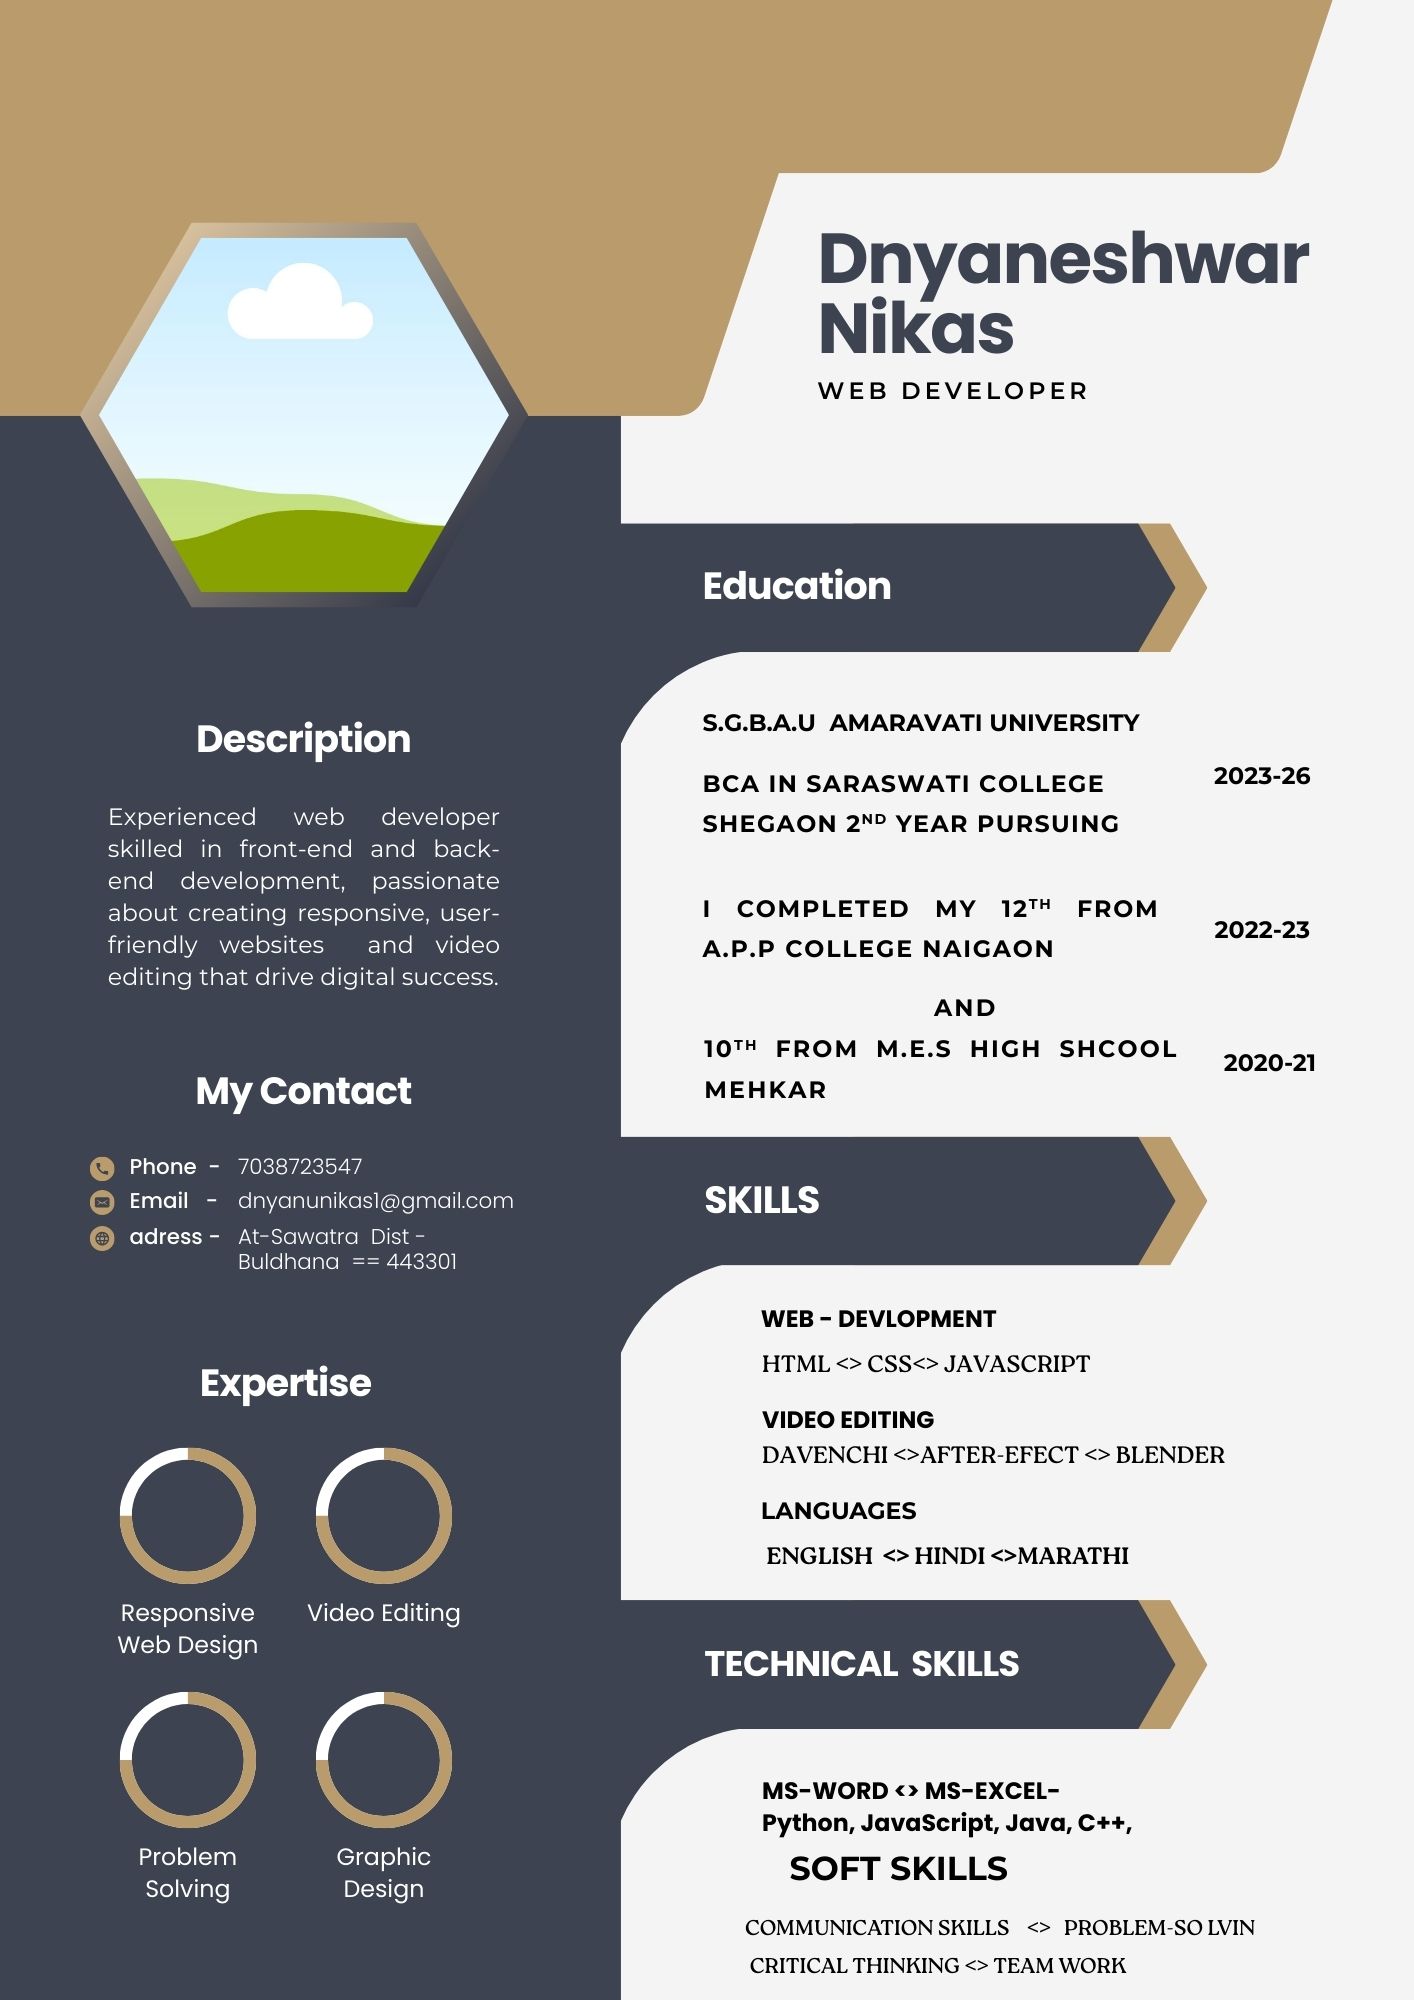 Dnyaneshwar
Nikas
WEB DEVELOPER
Description
Experienced web developer
skilled in front-end and back-
end development, passionate
about creating responsive, user-
friendly websites and video
editing that drive digital success.
My Contact
Phone - 7038723547
Email - dnyanunikas1@gmail.com
adress - At-Sawatra Dist -
Buldhana == 443301
Expertise
Responsive
Web Design
Video Editing
Problem
Solving
Graphic
Design
Education
S.G.B.A.U AMARAVATI UNIVERSITY
BCA IN SARASWATI COLLEGE
SHEGAON 2ND YEAR PURSUING
2023-26
I COMPLETED MY 12TH FROM
A.P.P COLLEGE NAIGAON
2022-23
AND
10TH FROM M.E.S HIGH SHCOOL
MEHKAR
2020-21
SKILLS
WEB - DEVLOPMENT
HTML <> CSS<> JAVASCRIPT
VIDEO EDITING
DAVENCHI <>AFTER-EFECT <> BLENDER
LANGUAGES
ENGLISH <> HINDI <>MARATHI
TECHNICAL SKILLS
MS-WORD <> MS-EXCEL-
Python, JavaScript, Java, C++,
SOFT SKILLS
COMMUNICATION SKILLS <> PROBLEM-SO LVIN
CRITICAL THINKING <> TEAM WORK